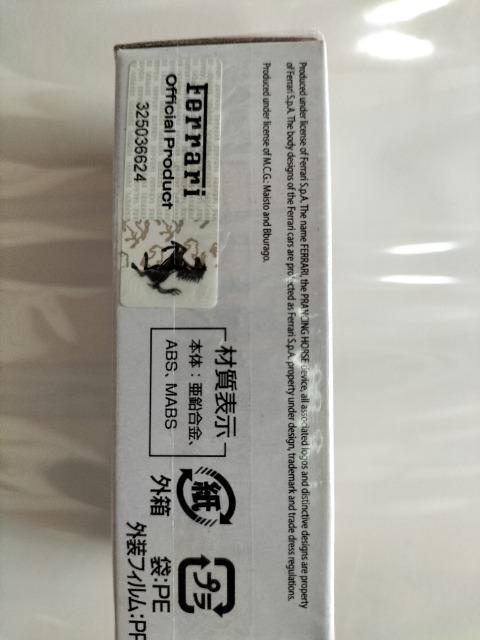 Produced under license of Ferrari S.p.A. The name FERRARI, the PRANCING HORSE device, all associated logos and distinctive designs are property
of Ferrari S.p.A. The body designs of the Ferrari cars are protected as Ferrari S.p.A. property under design, trademark and trade dress regulations.
Produced under license of M.C.G.: Maisto and Bburago.
Ferrari
Official Product
325036624
材質表示
本体：亜鉛合金、
ABS、MABS
紙
外箱
プラ
袋:PE
外装フィルム:PP